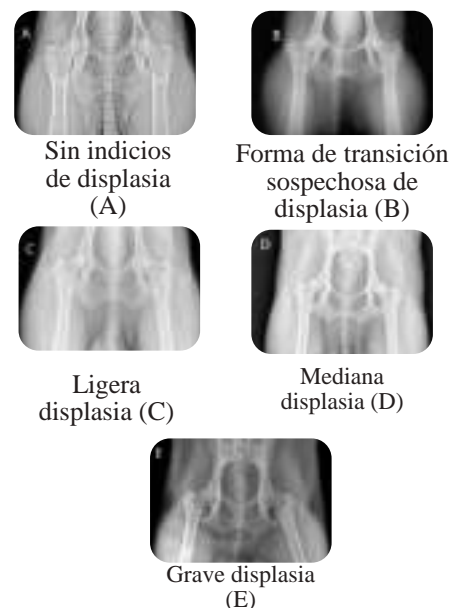 A
B
Sin indicios
de displasia
(A)
Forma de transición
sospechosa de
displasia (B)
C
D
Ligera
displasia (C)
Mediana
displasia (D)
E
Grave displasia
(E)